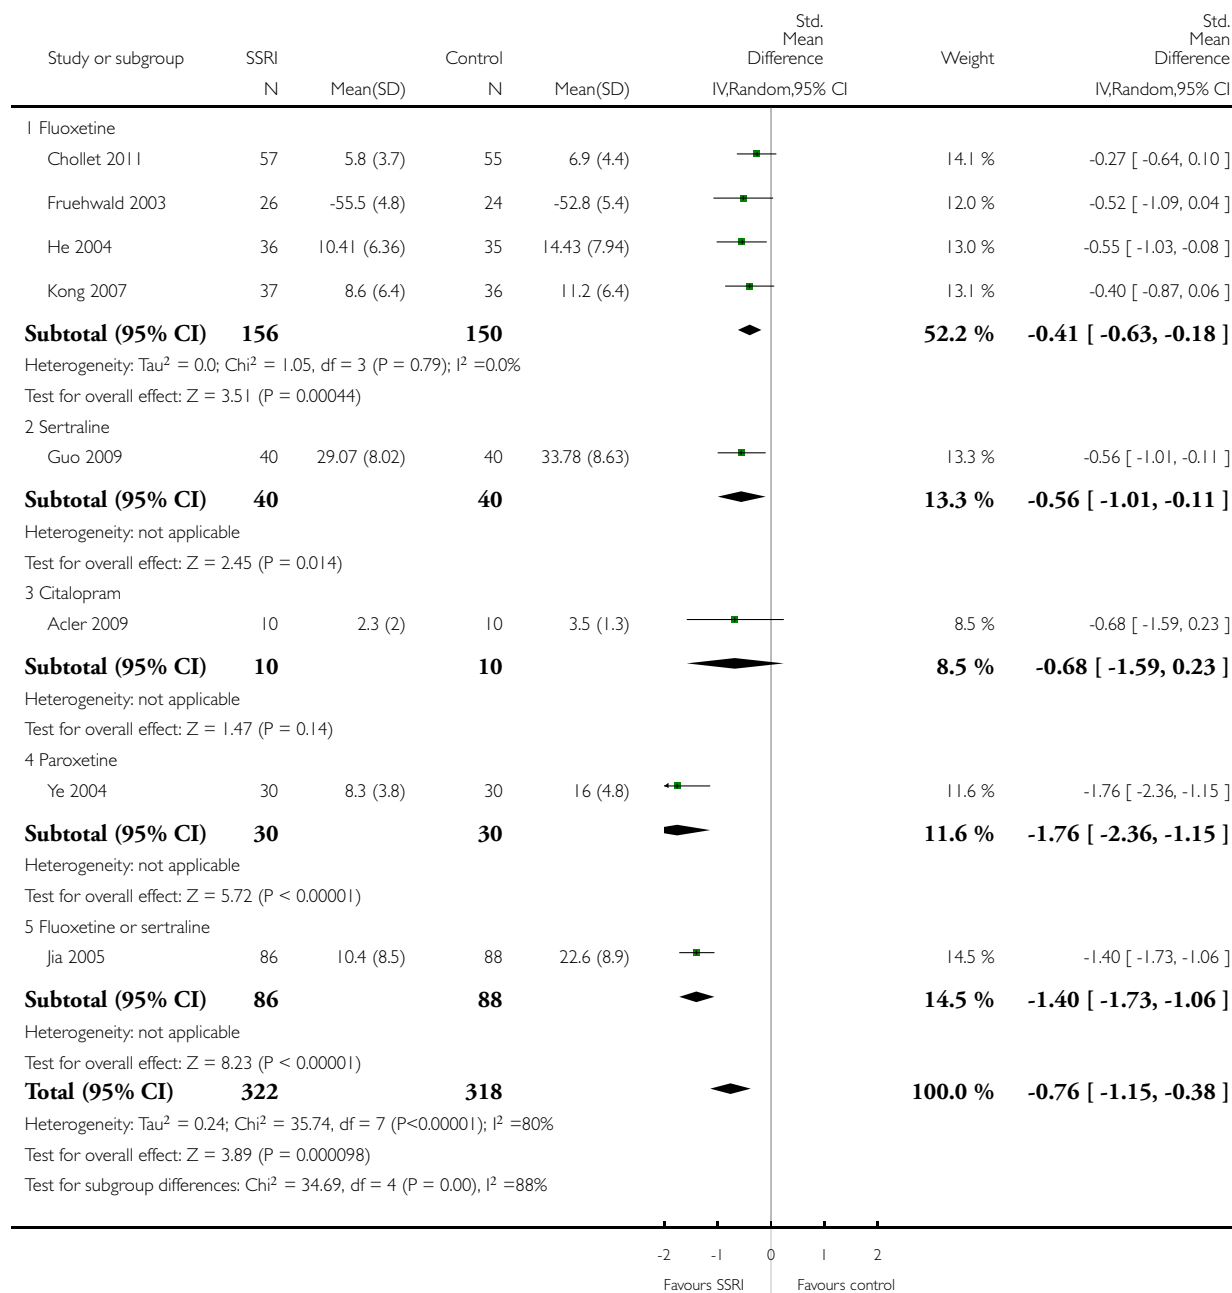 Study or subgroup SSRI Control Std. Mean Difference Weight Std. Mean Difference
N Mean(SD) N Mean(SD) IV,Random,95% CI IV,Random,95% CI
1 Fluoxetine
Chollet 2011 57 5.8 (3.7) 55 6.9 (4.4) 14.1 % -0.27 [ -0.64, 0.10 ]
Fruehwald 2003 26 -55.5 (4.8) 24 -52.8 (5.4) 12.0 % -0.52 [ -1.09, 0.04 ]
He 2004 36 10.41 (6.36) 35 14.43 (7.94) 13.0 % -0.55 [ -1.03, -0.08 ]
Kong 2007 37 8.6 (6.4) 36 11.2 (6.4) 13.1 % -0.40 [ -0.87, 0.06 ]
Subtotal (95% CI) 156 150 52.2 % -0.41 [ -0.63, -0.18 ]
Heterogeneity: Tau² = 0.0; Chi² = 1.05, df = 3 (P = 0.79); I² =0.0%
Test for overall effect: Z = 3.51 (P = 0.00044)
2 Sertraline
Guo 2009 40 29.07 (8.02) 40 33.78 (8.63) 13.3 % -0.56 [ -1.01, -0.11 ]
Subtotal (95% CI) 40 40 13.3 % -0.56 [ -1.01, -0.11 ]
Heterogeneity: not applicable
Test for overall effect: Z = 2.45 (P = 0.014)
3 Citalopram
Acler 2009 10 2.3 (2) 10 3.5 (1.3) 8.5 % -0.68 [ -1.59, 0.23 ]
Subtotal (95% CI) 10 10 8.5 % -0.68 [ -1.59, 0.23 ]
Heterogeneity: not applicable
Test for overall effect: Z = 1.47 (P = 0.14)
4 Paroxetine
Ye 2004 30 8.3 (3.8) 30 16 (4.8) 11.6 % -1.76 [ -2.36, -1.15 ]
Subtotal (95% CI) 30 30 11.6 % -1.76 [ -2.36, -1.15 ]
Heterogeneity: not applicable
Test for overall effect: Z = 5.72 (P < 0.00001)
5 Fluoxetine or sertraline
Jia 2005 86 10.4 (8.5) 88 22.6 (8.9) 14.5 % -1.40 [ -1.73, -1.06 ]
Subtotal (95% CI) 86 88 14.5 % -1.40 [ -1.73, -1.06 ]
Heterogeneity: not applicable
Test for overall effect: Z = 8.23 (P < 0.00001)
Total (95% CI) 322 318 100.0 % -0.76 [ -1.15, -0.38 ]
Heterogeneity: Tau² = 0.24; Chi² = 35.74, df = 7 (P<0.00001); I² =80%
Test for overall effect: Z = 3.89 (P = 0.000098)
Test for subgroup differences: Chi² = 34.69, df = 4 (P = 0.00), I² =88%
-2 -1 0 1 2
Favours SSRI Favours control